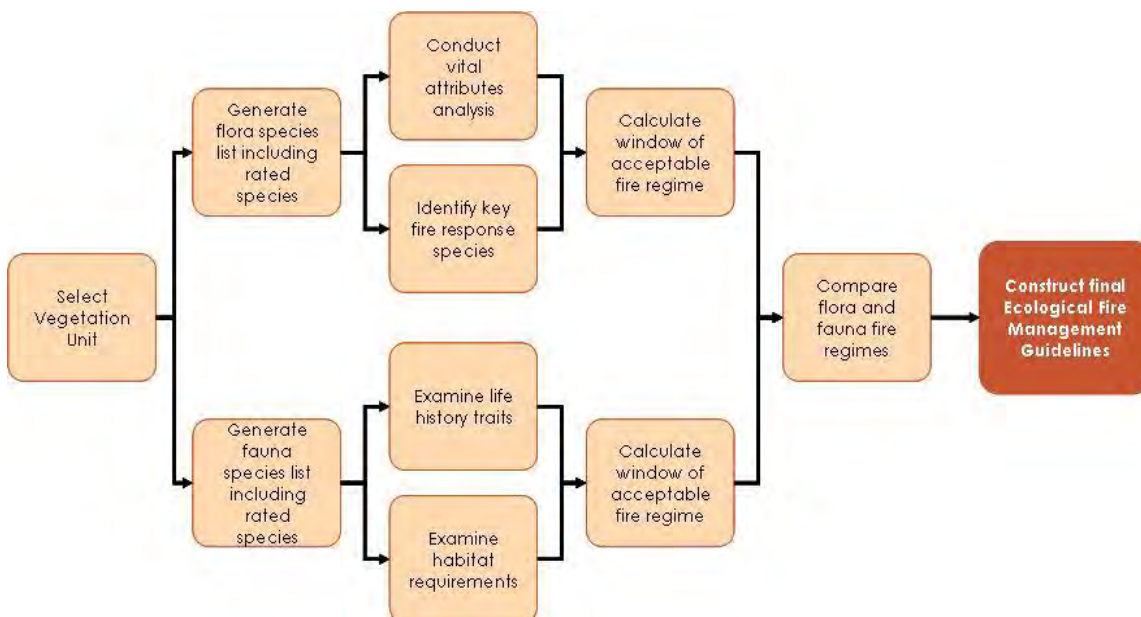 Select
Vegetation
Unit
Generate
flora species
list including
rated
species
Conduct
vital
attributes
analysis
Identify key
fire response
species
Calculate
window of
acceptable
fire regime
Generate
fauna
species list
including
rated
species
Examine life
history traits
Examine
habitat
requirements
Calculate
window of
acceptable
fire regime
Compare
flora and
fauna fire
regimes
Construct final
Ecological Fire
Management
Guidelines